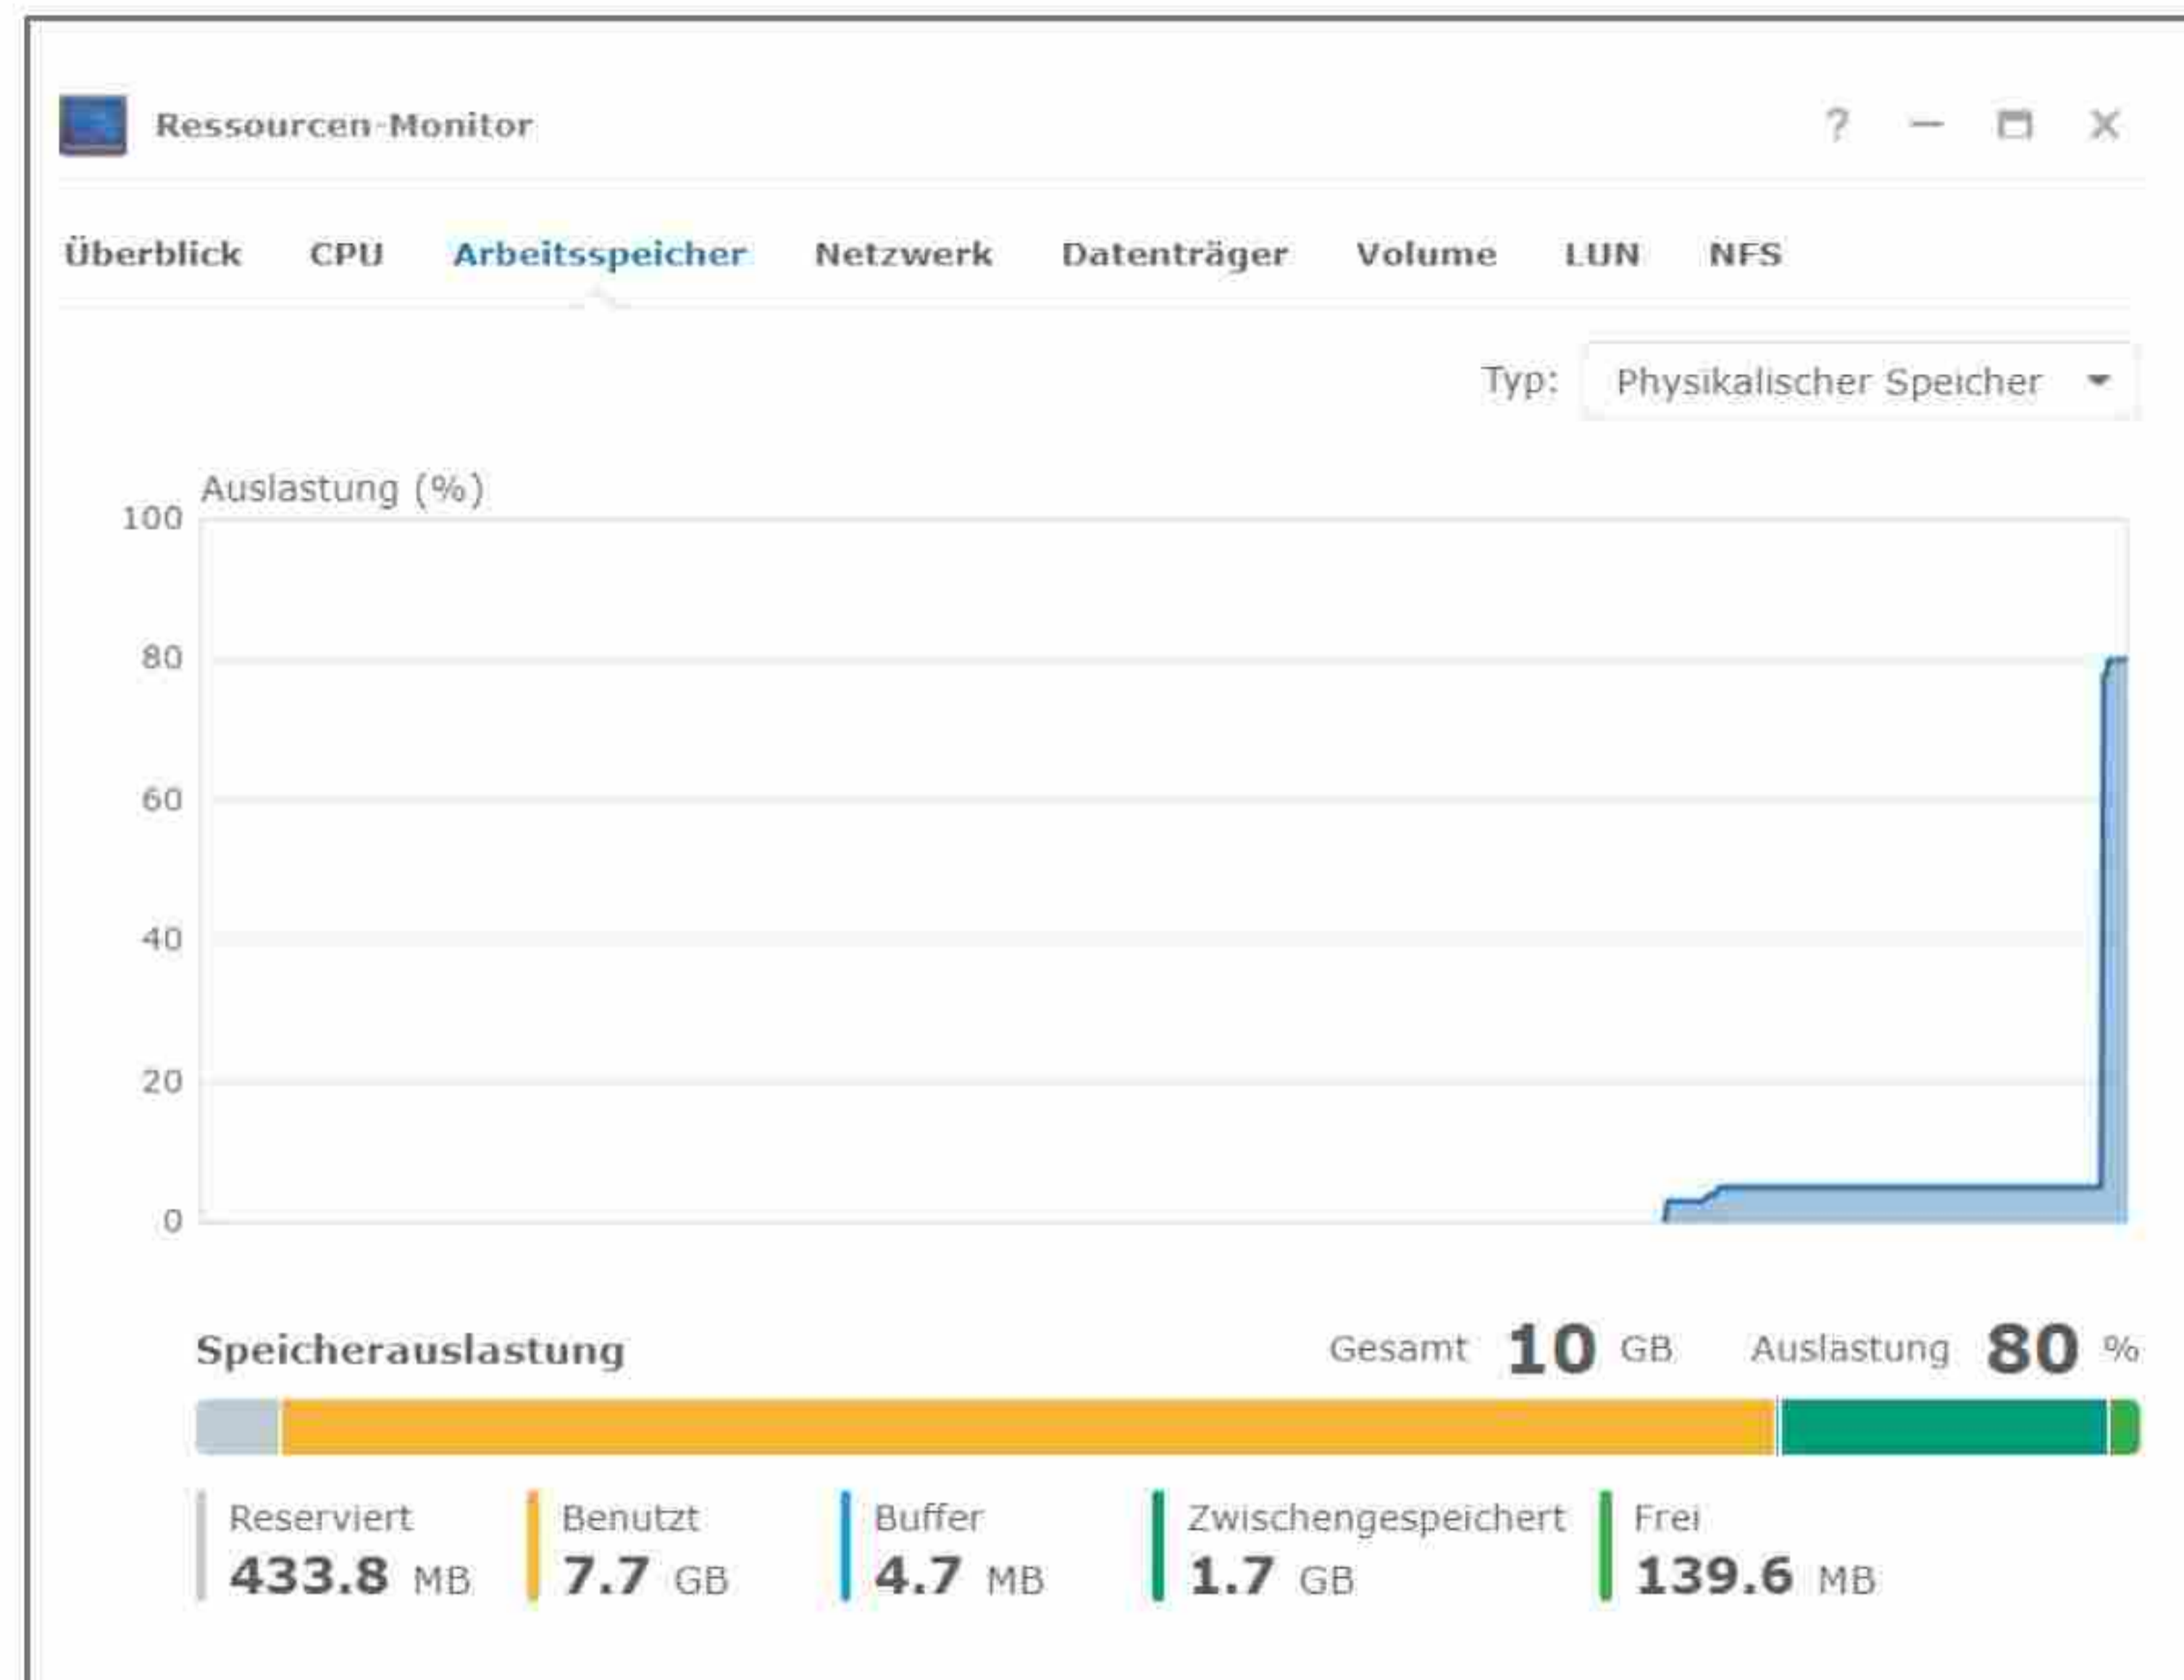 Ressourcen-Monitor
Überblick CPU Arbeitsspeicher Netzwerk Datenträger Volume LUN NFS
Typ: Physikalischer Speicher
Auslastung (%)
100
80
60
40
20
0
Speicherauslastung Gesamt 10 GB Auslastung 80 %
Reserviert Benutzt Buffer Zwischengespeichert Frei
433.8 MB 7.7 GB 4.7 MB 1.7 GB 139.6 MB